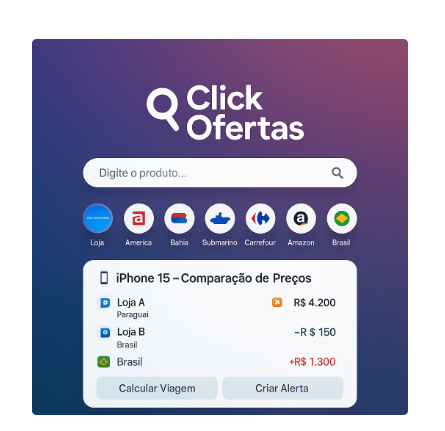 Click
Ofertas
Digite o produto...
Loja
America
Bahia
Submarino
Carrefour
Amazon
Brasil
iPhone 15 – Comparação de Preços
Loja A
R$ 4.200
Paraguai
Loja B
–R $ 150
Brasil
Brasil
+R$ 1.300
Calcular Viagem
Criar Alerta